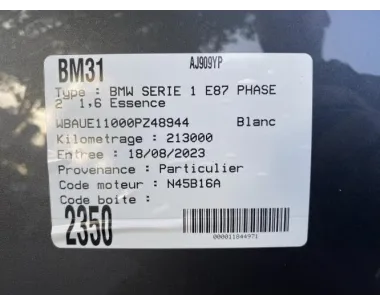 BM31
AJ909YP
Type : BMW SERIE 1 E87 PHASE
2 1,6 Essence
WBAUE11000PZ48944 Blanc
Kilometrage : 213000
Entree : 18/08/2023
Provenance : Particulier
Code moteur : N45B16A
Code boite :
2350
000011844971